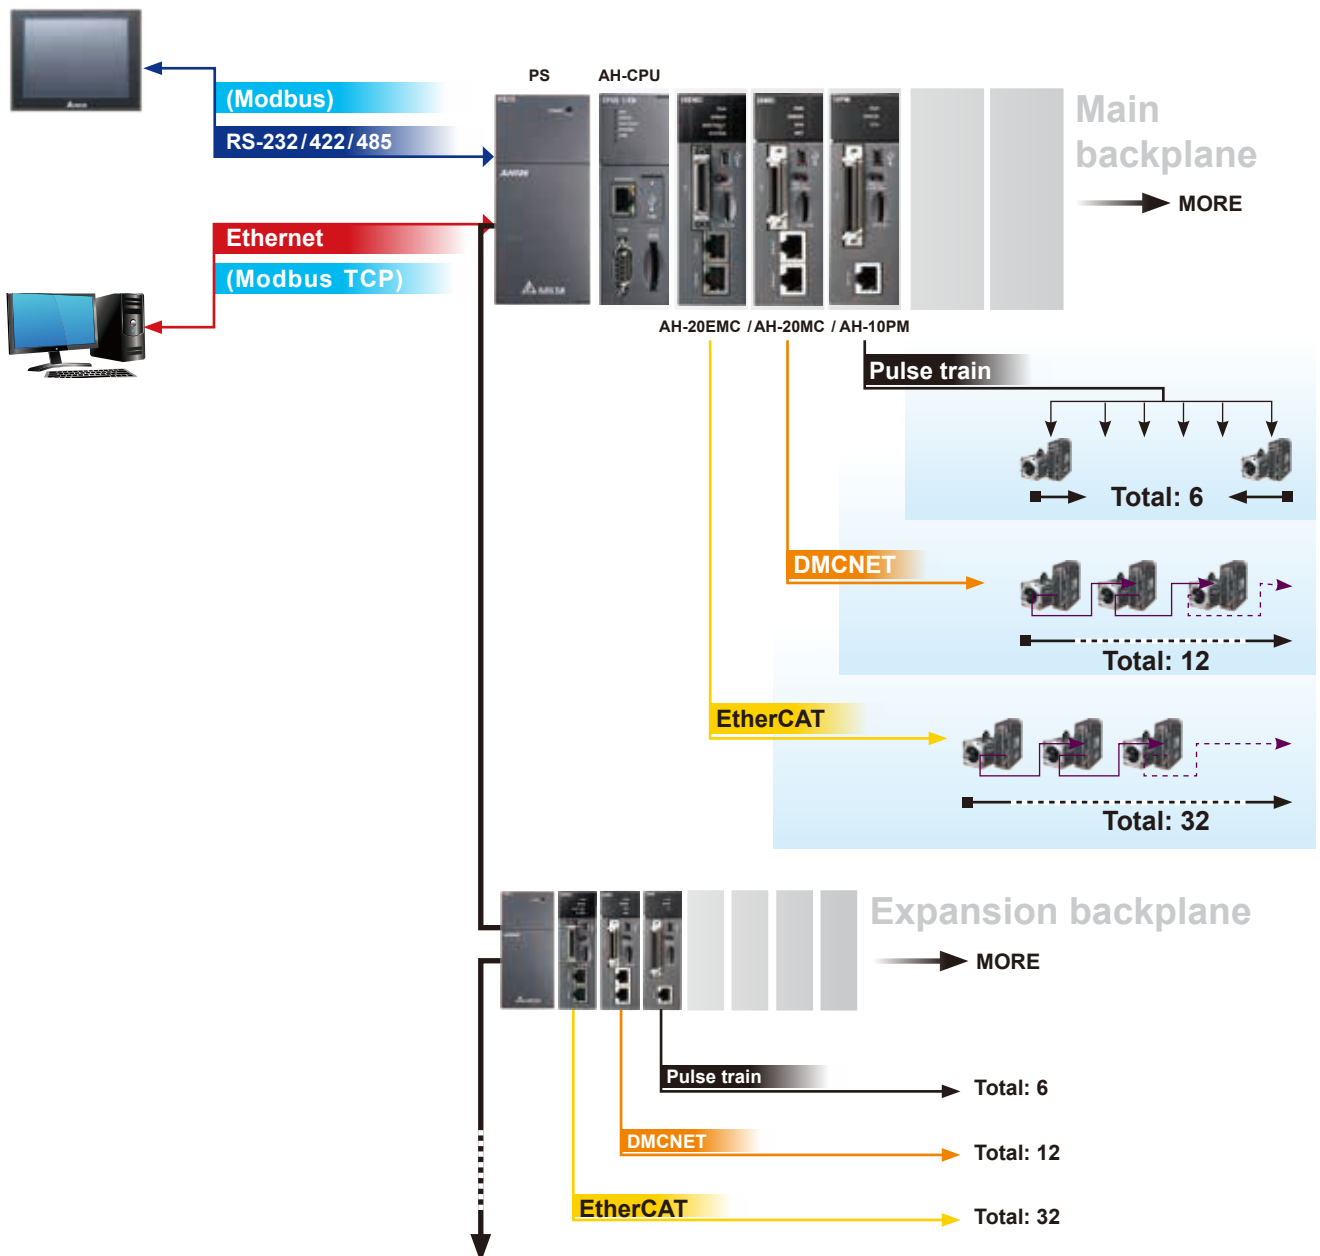 PS
AH-CPU
(Modbus)
RS-232/422/485
Main
backplane
MORE
Ethernet
(Modbus TCP)
AH-20EMC / AH-20MC / AH-10PM
Pulse train
Total: 6
DMCNET
Total: 12
EtherCAT
Total: 32
Expansion backplane
MORE
Pulse train
Total: 6
DMCNET
Total: 12
EtherCAT
Total: 32